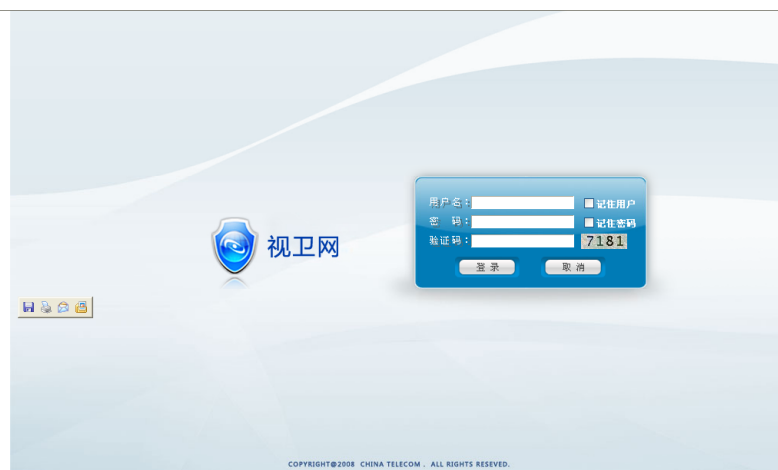 用户名：
记住用户
密 码：
记住密码
视卫网
验证码：
7181
登 录
取 消
COPYRIGHT@2008 CHINA TELECOM . ALL RIGHTS RESEVED.